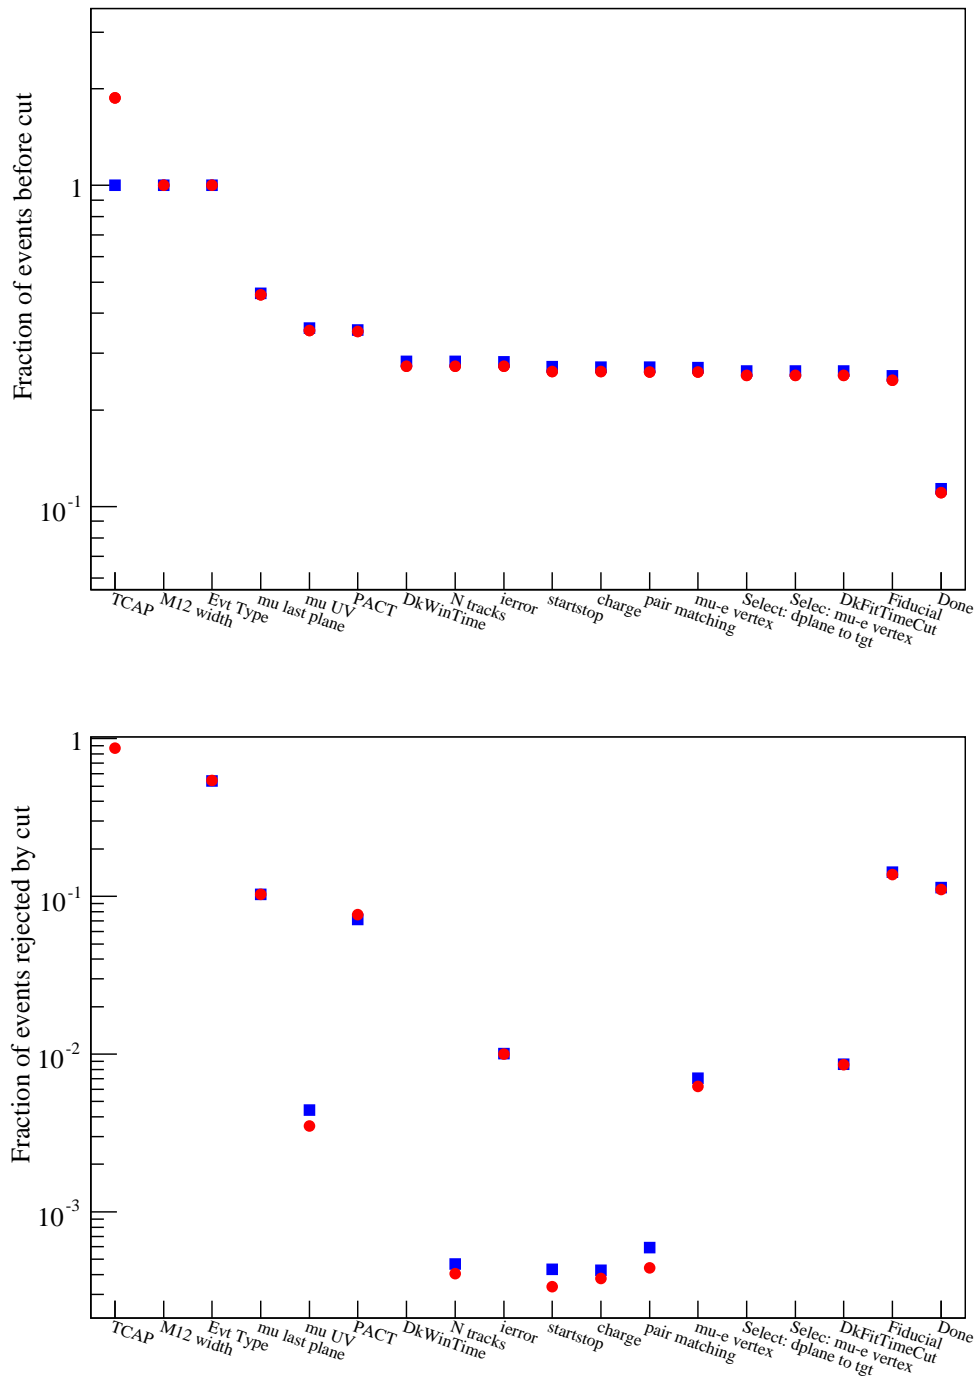 Fraction of events before cut
1
10-1
TCAP
M12 width
Evt Type
mu last plane
mu UV
PACT
DkWinTime
N tracks
ierror
startstop
charge
pair matching
mu-e vertex
Select: dplane to tgt
Selec: mu-e vertex
DkFitTimeCut
Fiducial
Done
Fraction of events rejected by cut
1
10-1
10-2
10-3
TCAP
M12 width
Evt Type
mu last plane
mu UV
PACT
DkWinTime
N tracks
ierror
startstop
charge
pair matching
mu-e vertex
Select: dplane to tgt
Selec: mu-e vertex
DkFitTimeCut
Fiducial
Done